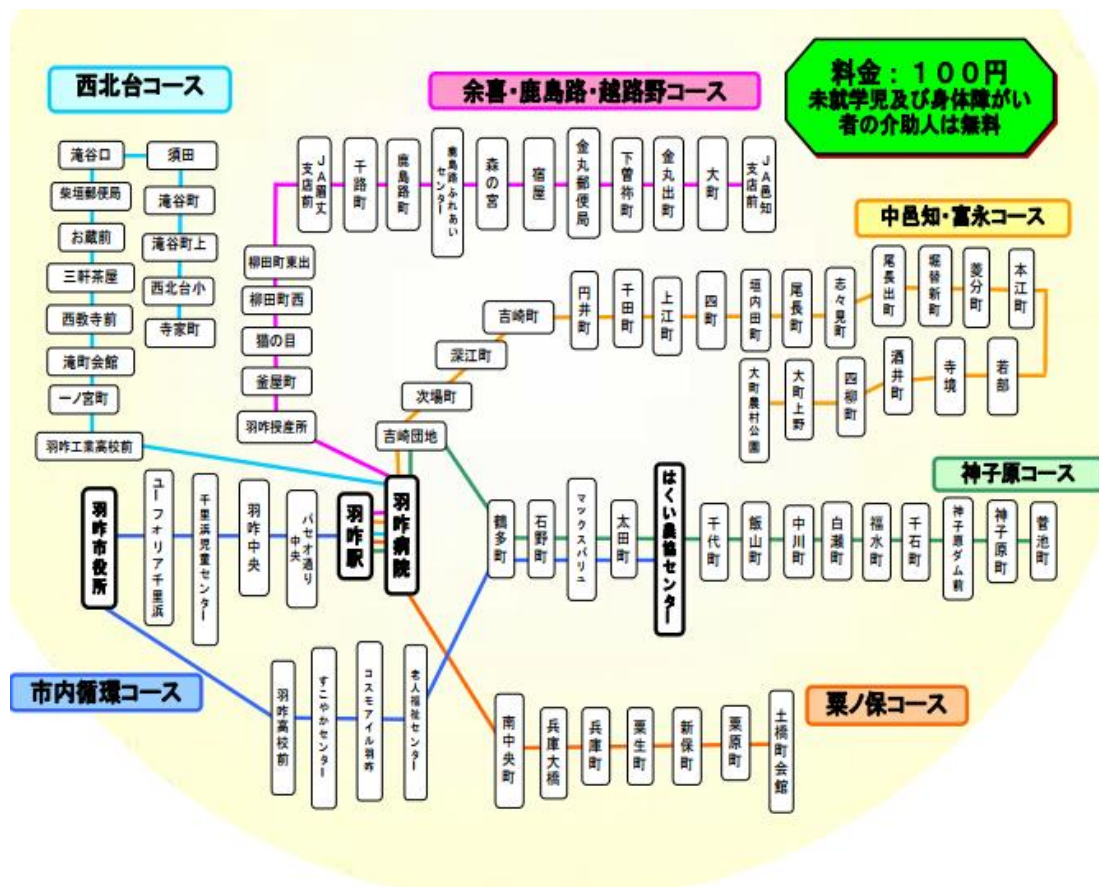 西北台コース
余喜・鹿島路・越路野コース
料金：１００円
未就学児及び身体障がい
者の介助人は無料
滝谷口
須田
柴垣郵便局
滝谷町
お蔵前
滝谷町上
三軒茶屋
西北台小
西教寺前
寺家町
滝町会館
一ノ宮町
羽咋工業高校前
ＪＡ眉丈
支店前
千路町
鹿島路町
鹿島路ふれあい
センター
森の宮
宿屋
金丸郵便局
下曽祢町
金丸出町
大町
ＪＡ邑知
支店前
柳田町東出
柳田町西
猫の目
釜屋町
羽咋授産所
中邑知・富永コース
吉崎町
深江町
次場町
吉崎団地
円井町
千田町
上江町
四町
垣内田町
尾長町
志々見町
尾長出町
堀替新町
菱分町
本江町
大町農村公園
大町上野
四柳町
酒井町
寺境
若部
神子原コース
羽咋市役所
ユーフォリア千里浜
千里浜児童センター
羽咋中央
パセオ通り
中央
羽咋駅
羽咋病院
鶴多町
石野町
マックスバリュ
太田町
はくい農協センター
千代町
飯山町
中川町
白瀬町
福水町
千石町
神子原ダム前
神子原町
菅池町
市内循環コース
羽咋高校前
すこやかセンター
コスモアイル羽咋
老人福祉センター
粟ノ保コース
南中央町
兵庫大橋
兵庫町
粟生町
新保町
粟原町
土橋町会館